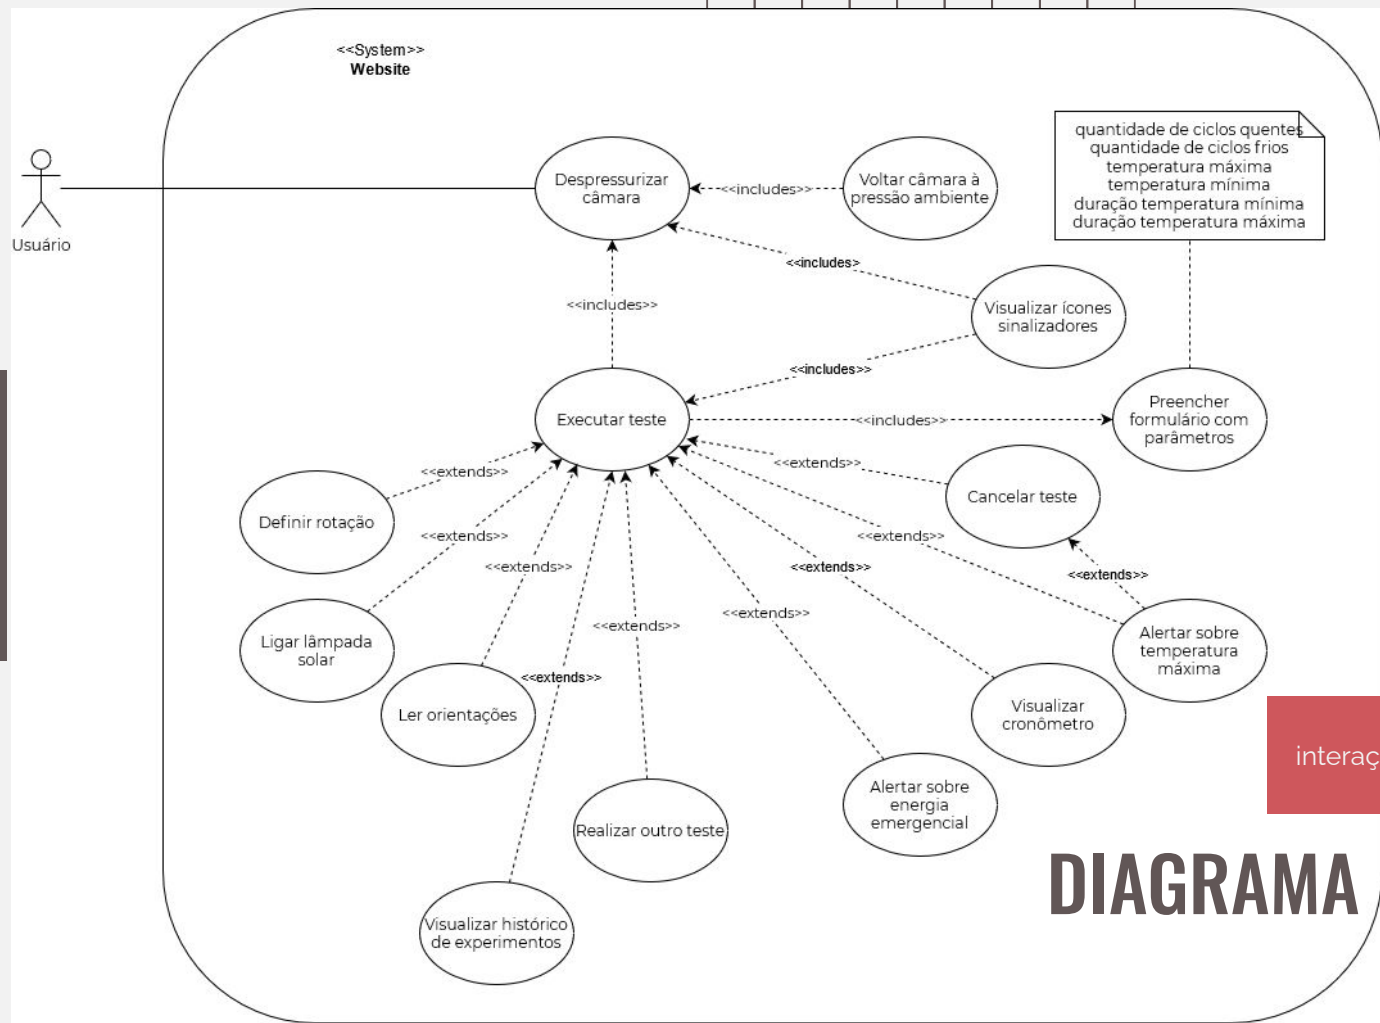 <<System>>
Website
Usuário
Despressurizar
câmara
<<includes>>
Voltar câmara à
pressão ambiente
quantidade de ciclos quentes
quantidade de ciclos frios
temperatura máxima
temperatura mínima
duração temperatura mínima
duração temperatura máxima
<<includes>
<<includes>>
Visualizar ícones
sinalizadores
<<includes>>
Executar teste
<<includes>>
Preencher
formulário com
parâmetros
<<extends>>
<<extends>>
Cancelar teste
Definir rotação
<<extends>>
<<extends>>
<<extends>>
<<extends>>
<<extends>>
<<extends>>
<<extends>>
Ligar lâmpada
solar
Alertar sobre
temperatura
máxima
<<extends>>
Ler orientações
Visualizar
cronômetro
interaç
Alertar sobre
energia
emergencial
Realizar outro teste
DIAGRAMA
Visualizar histórico
de experimentos